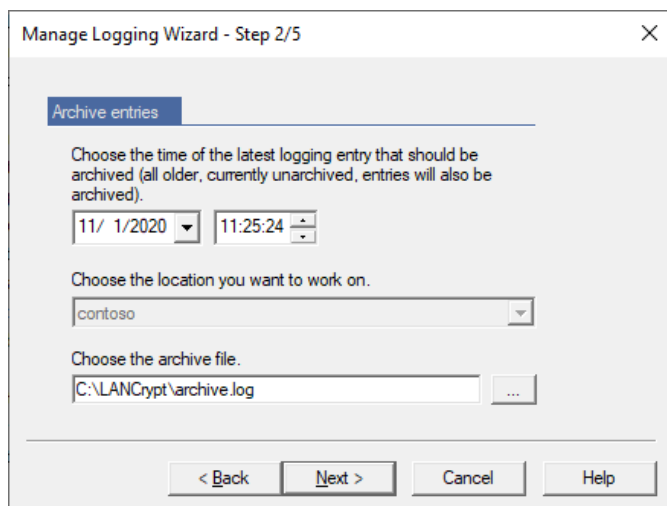 Manage Logging Wizard - Step 2/5
Archive entries
Choose the time of the latest logging entry that should be
archived (all older, currently unarchived, entries will also be
archived).
11/ 1/2020 11:25:24
Choose the location you want to work on.
contoso
Choose the archive file.
C:\LANCrypt\archive.log ...
< Back Next > Cancel Help